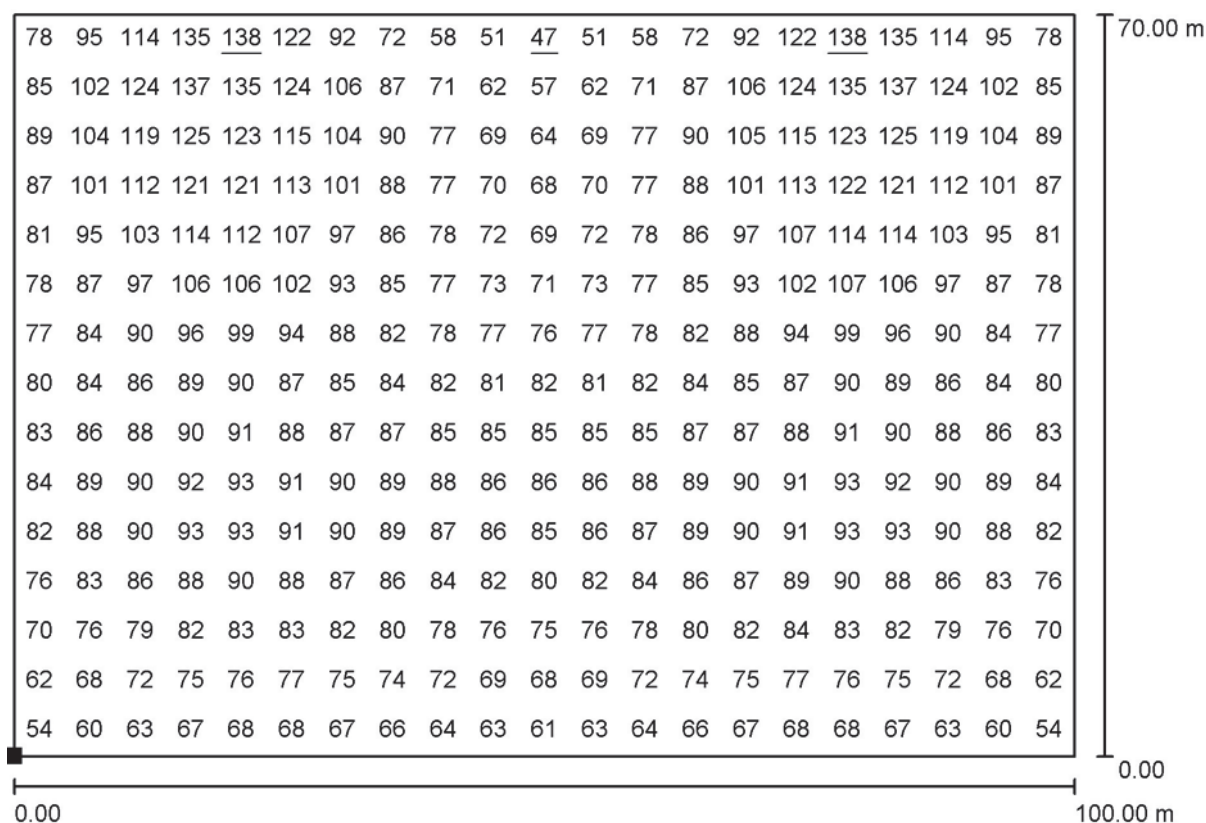 78 95 114 135 138 122 92 72 58 51 47 51 58 72 92 122 138 135 114 95 78 70.00 m
85 102 124 137 135 124 106 87 71 62 57 62 71 87 106 124 135 137 124 102 85
89 104 119 125 123 115 104 90 77 69 64 69 77 90 105 115 123 125 119 104 89
87 101 112 121 121 113 101 88 77 70 68 70 77 88 101 113 122 121 112 101 87
81 95 103 114 112 107 97 86 78 72 69 72 78 86 97 107 114 114 103 95 81
78 87 97 106 106 102 93 85 77 73 71 73 77 85 93 102 107 106 97 87 78
77 84 90 96 99 94 88 82 78 77 76 77 78 82 88 94 99 96 90 84 77
80 84 86 89 90 87 85 84 82 81 82 81 82 84 85 87 90 89 86 84 80
83 86 88 90 91 88 87 87 85 85 85 85 85 87 87 88 91 90 88 86 83
84 89 90 92 93 91 90 89 88 86 86 86 88 89 90 91 93 92 90 89 84
82 88 90 93 93 91 90 89 87 86 85 86 87 89 90 91 93 93 90 88 82
76 83 86 88 90 88 87 86 84 82 80 82 84 86 87 89 90 88 86 83 76
70 76 79 82 83 83 82 80 78 76 75 76 78 80 82 84 83 82 79 76 70
62 68 72 75 76 77 75 74 72 69 68 69 72 74 75 77 76 75 72 68 62
54 60 63 67 68 68 67 66 64 63 61 63 64 66 67 68 68 67 63 60 54
0.00
0.00 100.00 m